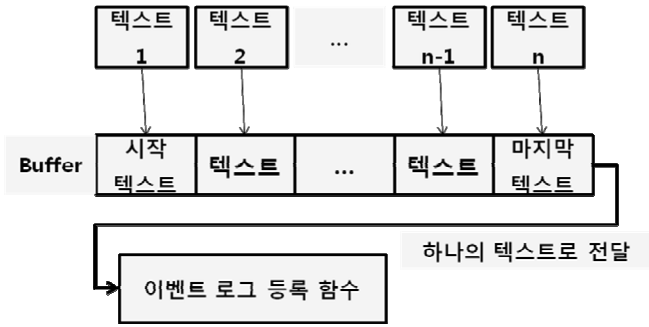 텍스트 텍스트 ... 텍스트 텍스트
1 2 n-1 n
Buffer 시작 텍스트 텍스트 ... 텍스트 마지막 텍스트
하나의 텍스트로 전달
이벤트 로그 등록 함수